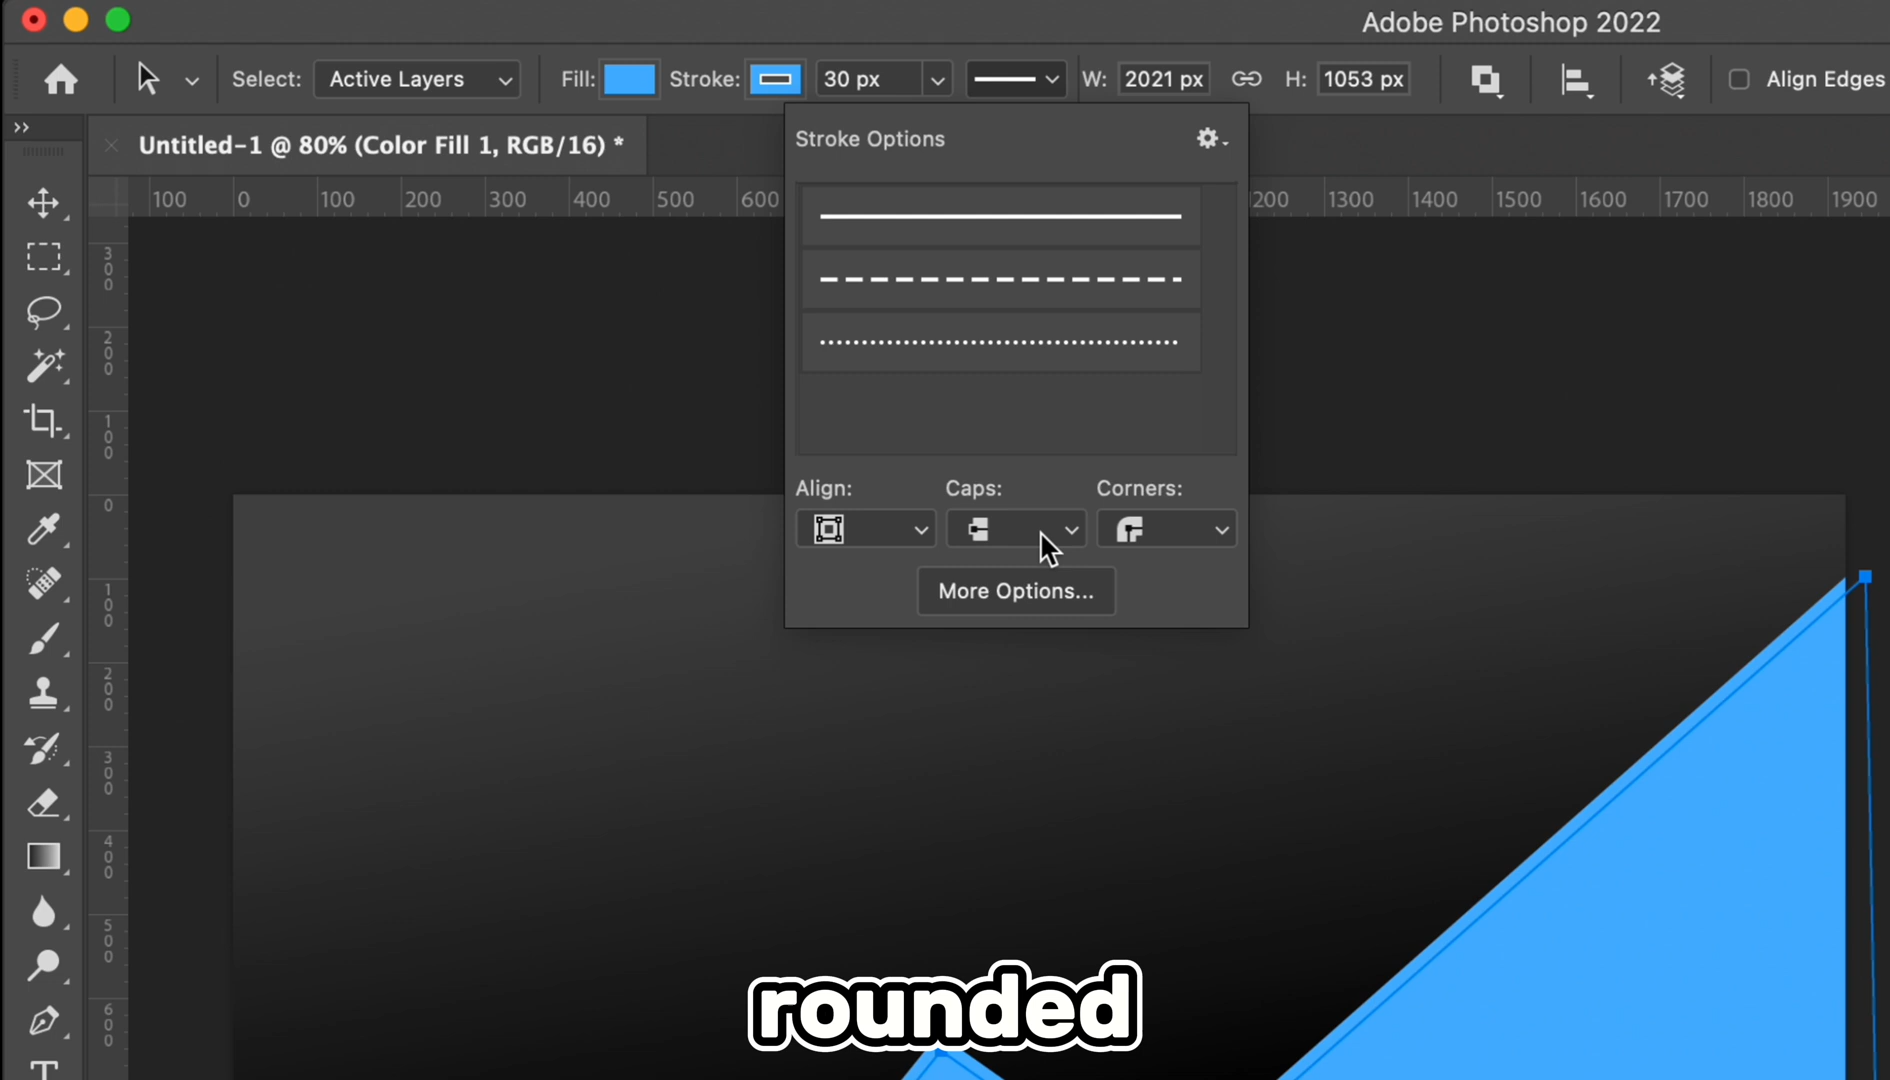 Adobe Photoshop 2022
Select: Active Layers Fill: Stroke: 30 px W: 2021 px H: 1053 px Align Edges
Untitled-1 @ 80% (Color Fill 1, RGB/16) *
100 0 100 200 300 400 500 600 1200 1300 1400 1500 1600 1700 1800 1900
Stroke Options
300
200
100
0
100
200
300
400
500
600
Align: Caps: Corners:
More Options...
rounded